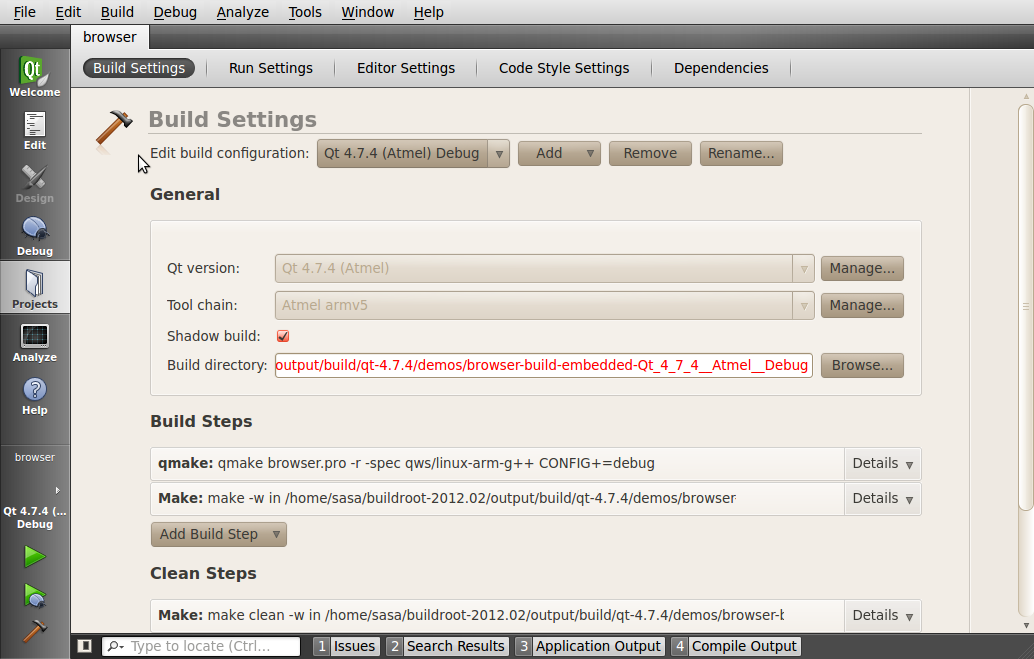 File Edit Build Debug Analyze Tools Window Help
browser
Build Settings Run Settings Editor Settings Code Style Settings Dependencies
Qt
Welcome
Edit
Design
Debug
Projects
Analyze
Help
browser
Qt 4.7.4 (...
Debug
Build Settings
Edit build configuration: Qt 4.7.4 (Atmel) Debug Add Remove Rename...
General
Qt version: Qt 4.7.4 (Atmel) Manage...
Tool chain: Atmel armv5 Manage...
Shadow build:
Build directory: output/build/qt-4.7.4/demos/browser-build-embedded-Qt_4_7_4__Atmel__Debug Browse...
Build Steps
qmake: qmake browser.pro -r -spec qws/linux-arm-g++ CONFIG+=debug Details
Make: make -w in /home/sasa/buildroot-2012.02/output/build/qt-4.7.4/demos/browser Details
Add Build Step
Clean Steps
Make: make clean -w in /home/sasa/buildroot-2012.02/output/build/qt-4.7.4/demos/browser-b Details
Type to locate (Ctrl... 1 Issues 2 Search Results 3 Application Output 4 Compile Output